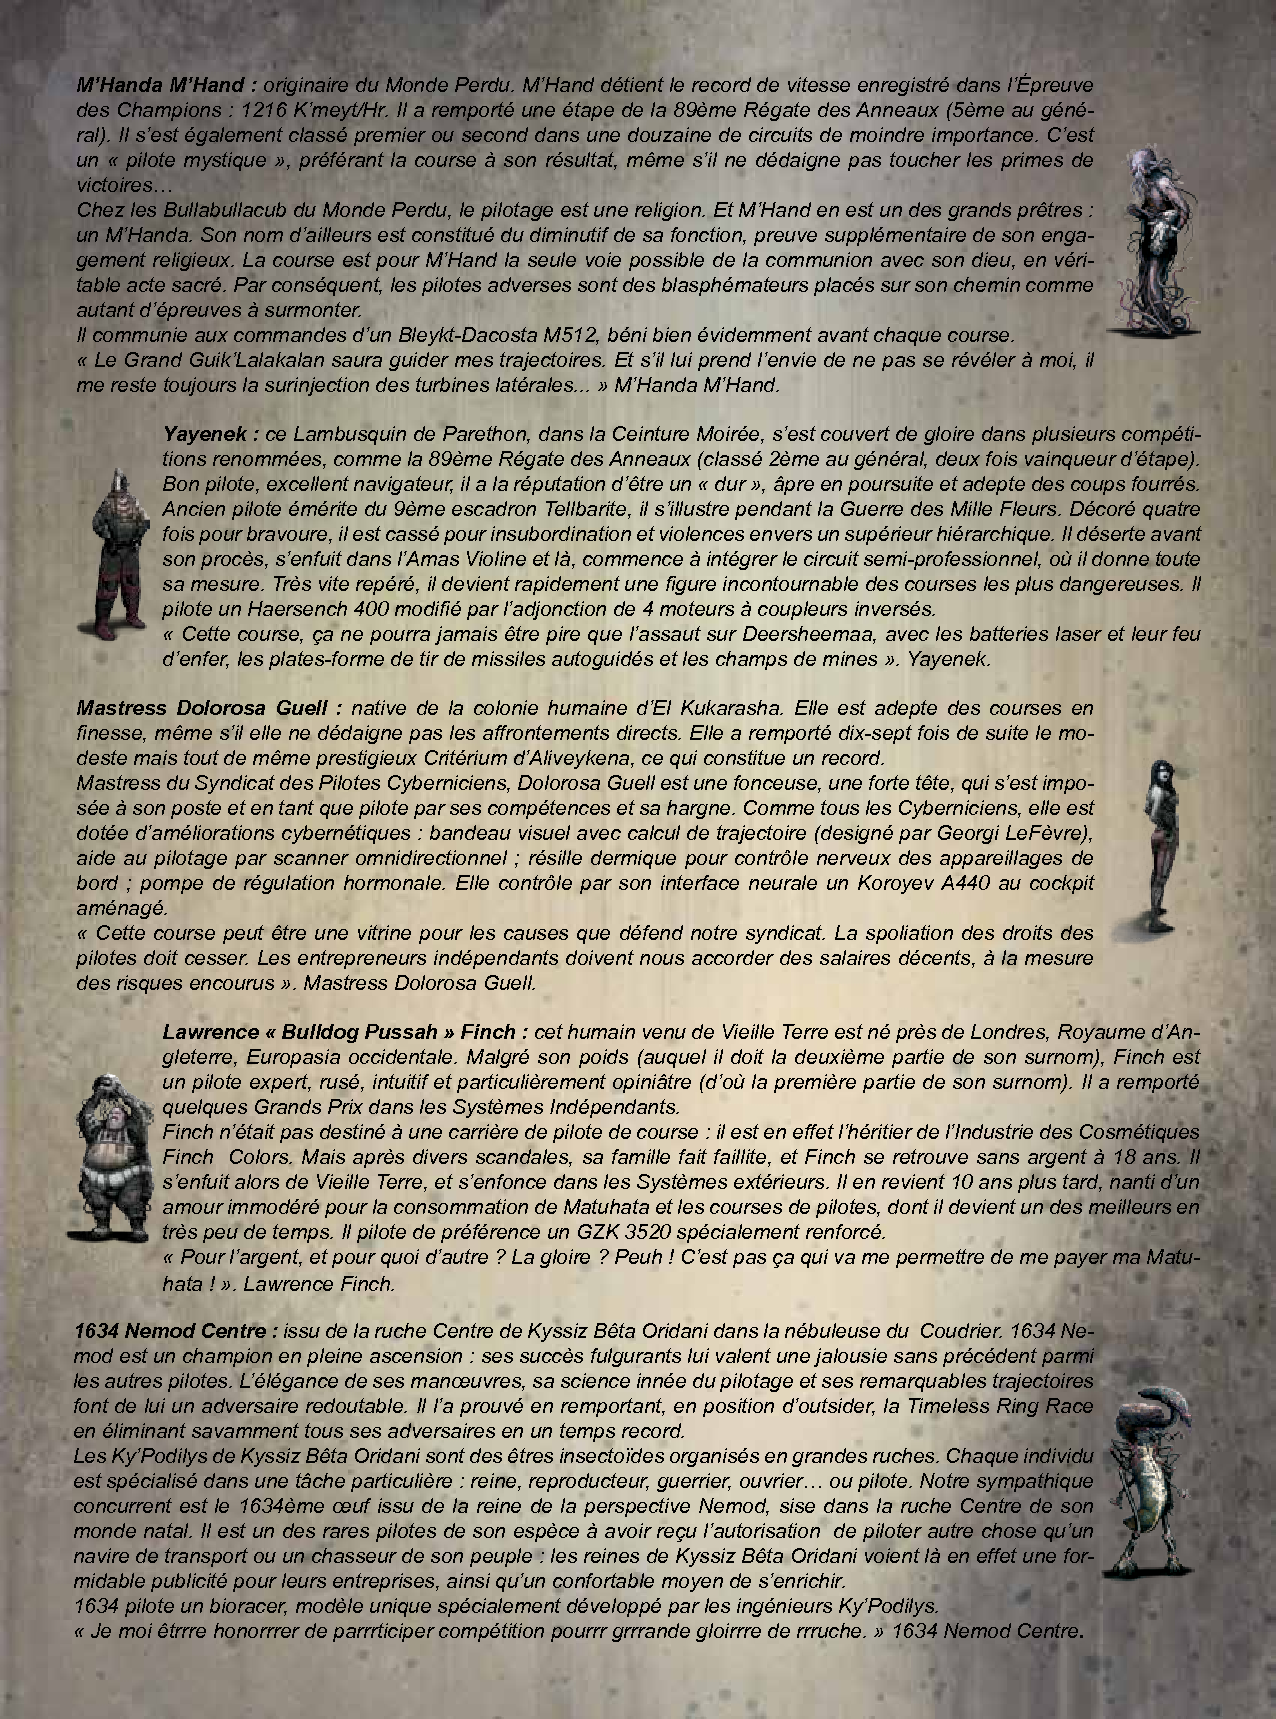 M’Handa M’Hand : originaire du Monde Perdu. M’Hand détient le record de vitesse enregistré dans l’Épreuve
des Champions : 1216 K’meyt/Hr. Il a remporté une étape de la 89ème Régate des Anneaux (5ème au géné-
ral). Il s’est également classé premier ou second dans une douzaine de circuits de moindre importance. C’est
un « pilote mystique », préférant la course à son résultat, même s’il ne dédaigne pas toucher les primes de
victoires…
Chez les Bullabullacub du Monde Perdu, le pilotage est une religion. Et M’Hand en est un des grands prêtres :
un M’Handa. Son nom d’ailleurs est constitué du diminutif de sa fonction, preuve supplémentaire de son enga-
gement religieux. La course est pour M’Hand la seule voie possible de la communion avec son dieu, en véri-
table acte sacré. Par conséquent, les pilotes adverses sont des blasphémateurs placés sur son chemin comme
autant d’épreuves à surmonter.
Il communie aux commandes d’un Bleykt-Dacosta M512, béni bien évidemment avant chaque course.
« Le Grand Guik’Lalakalan saura guider mes trajectoires. Et s’il lui prend l’envie de ne pas se révéler à moi, il
me reste toujours la surinjection des turbines latérales... » M’Handa M’Hand.
Yayenek : ce Lambusquin de Parethon, dans la Ceinture Moirée, s’est couvert de gloire dans plusieurs compéti-
tions renommées, comme la 89ème Régate des Anneaux (classé 2ème au général, deux fois vainqueur d’étape).
Bon pilote, excellent navigateur, il a la réputation d’être un « dur », âpre en poursuite et adepte des coups fourrés.
Ancien pilote émérite du 9ème escadron Tellbarite, il s’illustre pendant la Guerre des Mille Fleurs. Décoré quatre
fois pour bravoure, il est cassé pour insubordination et violences envers un supérieur hiérarchique. Il déserte avant
son procès, s’enfuit dans l’Amas Violine et là, commence à intégrer le circuit semi-professionnel, où il donne toute
sa mesure. Très vite repéré, il devient rapidement une figure incontournable des courses les plus dangereuses. Il
pilote un Haersench 400 modifié par l’adjonction de 4 moteurs à coupleurs inversés.
« Cette course, ça ne pourra jamais être pire que l’assaut sur Deersheemaa, avec les batteries laser et leur feu
d’enfer, les plates-forme de tir de missiles autoguidés et les champs de mines ». Yayenek.
Mastress Dolorosa Guell : native de la colonie humaine d’El Kukarasha. Elle est adepte des courses en
finesse, même s’il elle ne dédaigne pas les affrontements directs. Elle a remporté dix-sept fois de suite le mo-
deste mais tout de même prestigieux Critérium d’Aliveykena, ce qui constitue un record.
Mastress du Syndicat des Pilotes Cyberniciens, Dolorosa Guell est une fonceuse, une forte tête, qui s’est impo-
sée à son poste et en tant que pilote par ses compétences et sa hargne. Comme tous les Cyberniciens, elle est
dotée d’améliorations cybernétiques : bandeau visuel avec calcul de trajectoire (designé par Georgi LeFèvre),
aide au pilotage par scanner omnidirectionnel ; résille dermique pour contrôle nerveux des appareillages de
bord ; pompe de régulation hormonale. Elle contrôle par son interface neurale un Koroyev A440 au cockpit
aménagé.
« Cette course peut être une vitrine pour les causes que défend notre syndicat. La spoliation des droits des
pilotes doit cesser. Les entrepreneurs indépendants doivent nous accorder des salaires décents, à la mesure
des risques encourus ». Mastress Dolorosa Guell.
Lawrence « Bulldog Pussah » Finch : cet humain venu de Vieille Terre est né près de Londres, Royaume d’An-
gleterre, Europasia occidentale. Malgré son poids (auquel il doit la deuxième partie de son surnom), Finch est
un pilote expert, rusé, intuitif et particulièrement opiniâtre (d’où la première partie de son surnom). Il a remporté
quelques Grands Prix dans les Systèmes Indépendants.
Finch n’était pas destiné à une carrière de pilote de course : il est en effet l’héritier de l’Industrie des Cosmétiques
Finch Colors. Mais après divers scandales, sa famille fait faillite, et Finch se retrouve sans argent à 18 ans. Il
s’enfuit alors de Vieille Terre, et s’enfonce dans les Systèmes extérieurs. Il en revient 10 ans plus tard, nanti d’un
amour immodéré pour la consommation de Matuhata et les courses de pilotes, dont il devient un des meilleurs en
très peu de temps. Il pilote de préférence un GZK 3520 spécialement renforcé.
« Pour l’argent, et pour quoi d’autre ? La gloire ? Peuh ! C’est pas ça qui va me permettre de me payer ma Matu-
hata ! ». Lawrence Finch.
1634 Nemod Centre : issu de la ruche Centre de Kyssiz Bêta Oridani dans la nébuleuse du Coudrier. 1634 Ne-
mod est un champion en pleine ascension : ses succès fulgurants lui valent une jalousie sans précédent parmi
les autres pilotes. L’élégance de ses manœuvres, sa science innée du pilotage et ses remarquables trajectoires
font de lui un adversaire redoutable. Il l’a prouvé en remportant, en position d’outsider, la Timeless Ring Race
en éliminant savamment tous ses adversaires en un temps record.
Les Ky’Podilys de Kyssiz Bêta Oridani sont des êtres insectoïdes organisés en grandes ruches. Chaque individu
est spécialisé dans une tâche particulière : reine, reproducteur, guerrier, ouvrier… ou pilote. Notre sympathique
concurrent est le 1634ème œuf issu de la reine de la perspective Nemod, sise dans la ruche Centre de son
monde natal. Il est un des rares pilotes de son espèce à avoir reçu l’autorisation de piloter autre chose qu’un
navire de transport ou un chasseur de son peuple : les reines de Kyssiz Bêta Oridani voient là en effet une for-
midable publicité pour leurs entreprises, ainsi qu’un confortable moyen de s’enrichir.
1634 pilote un bioracer, modèle unique spécialement développé par les ingénieurs Ky’Podilys.
« Je moi êtrrre honorrrrer de parrrticiper compétition pourrr grrrande gloirrre de rrruche. » 1634 Nemod Centre.